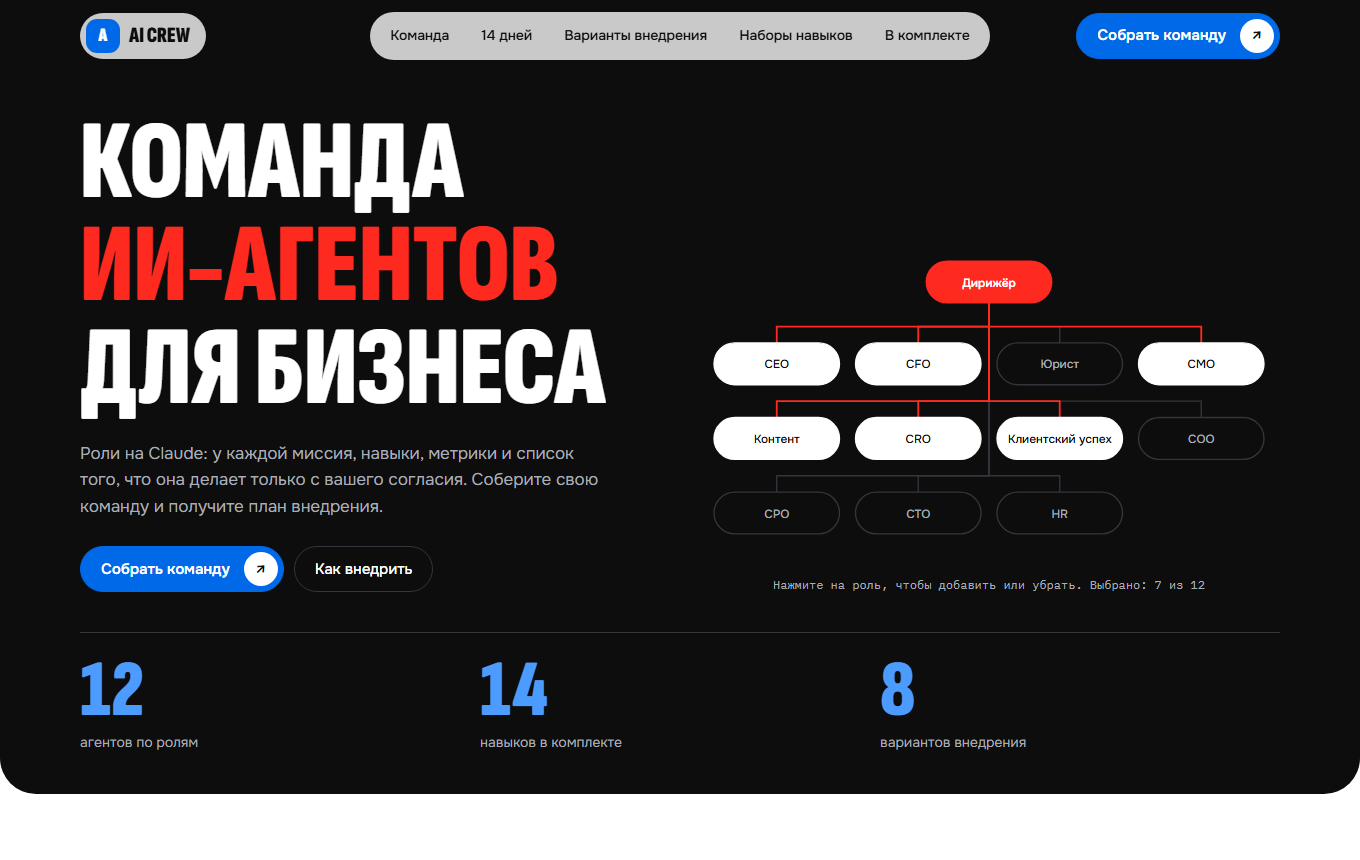 A AI CREW
Команда 14 дней Варианты внедрения Наборы навыков В комплекте
Собрать команду
КОМАНДА
ИИ-АГЕНТОВ
ДЛЯ БИЗНЕСА
Роли на Claude: у каждой миссия, навыки, метрики и список
того, что она делает только с вашего согласия. Соберите свою
команду и получите план внедрения.
Собрать команду
Как внедрить
Дирижёр
CEO CFO Юрист CMO
Контент CRO Клиентский успех COO
CPO CTO HR
Нажмите на роль, чтобы добавить или убрать. Выбрано: 7 из 12
12
агентов по ролям
14
навыков в комплекте
8
вариантов внедрения